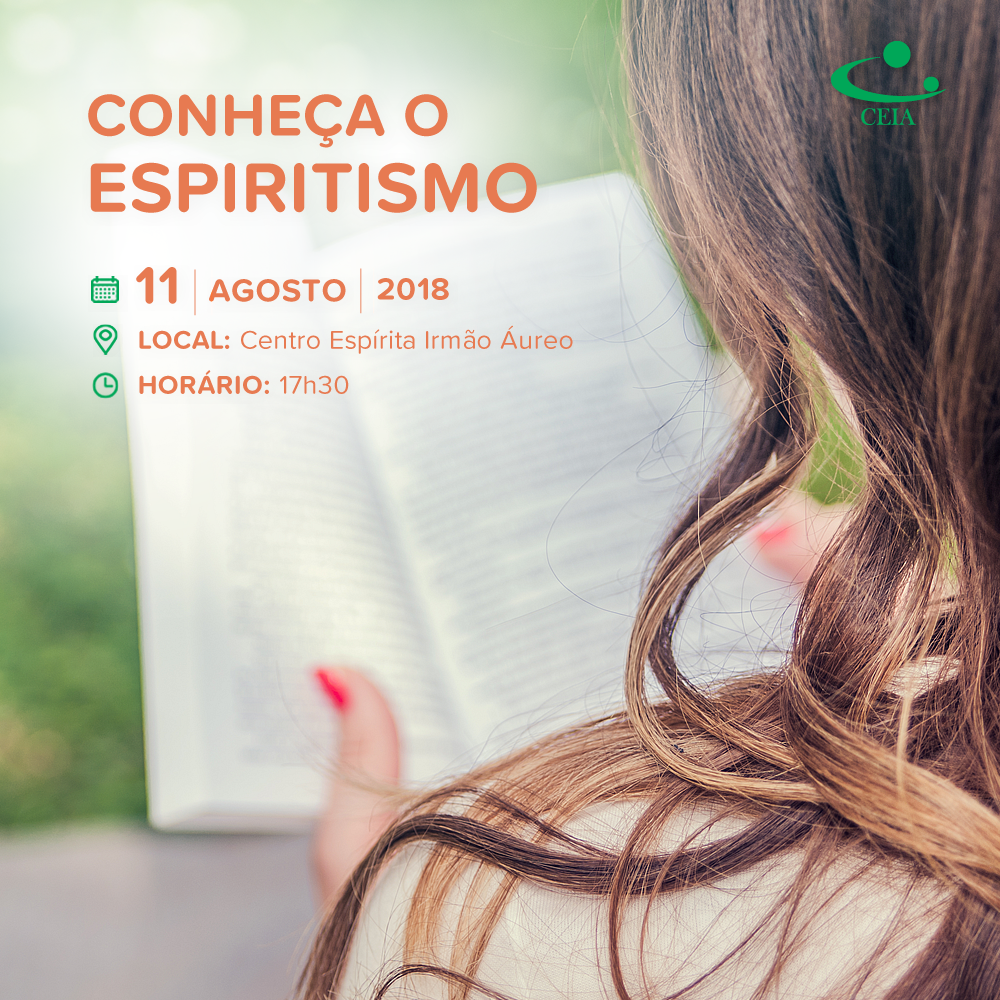 CEIA
CONHEÇA O
ESPIRITISMO
11 AGOSTO 2018
LOCAL: Centro Espírita Irmão Áureo
HORÁRIO: 17h30